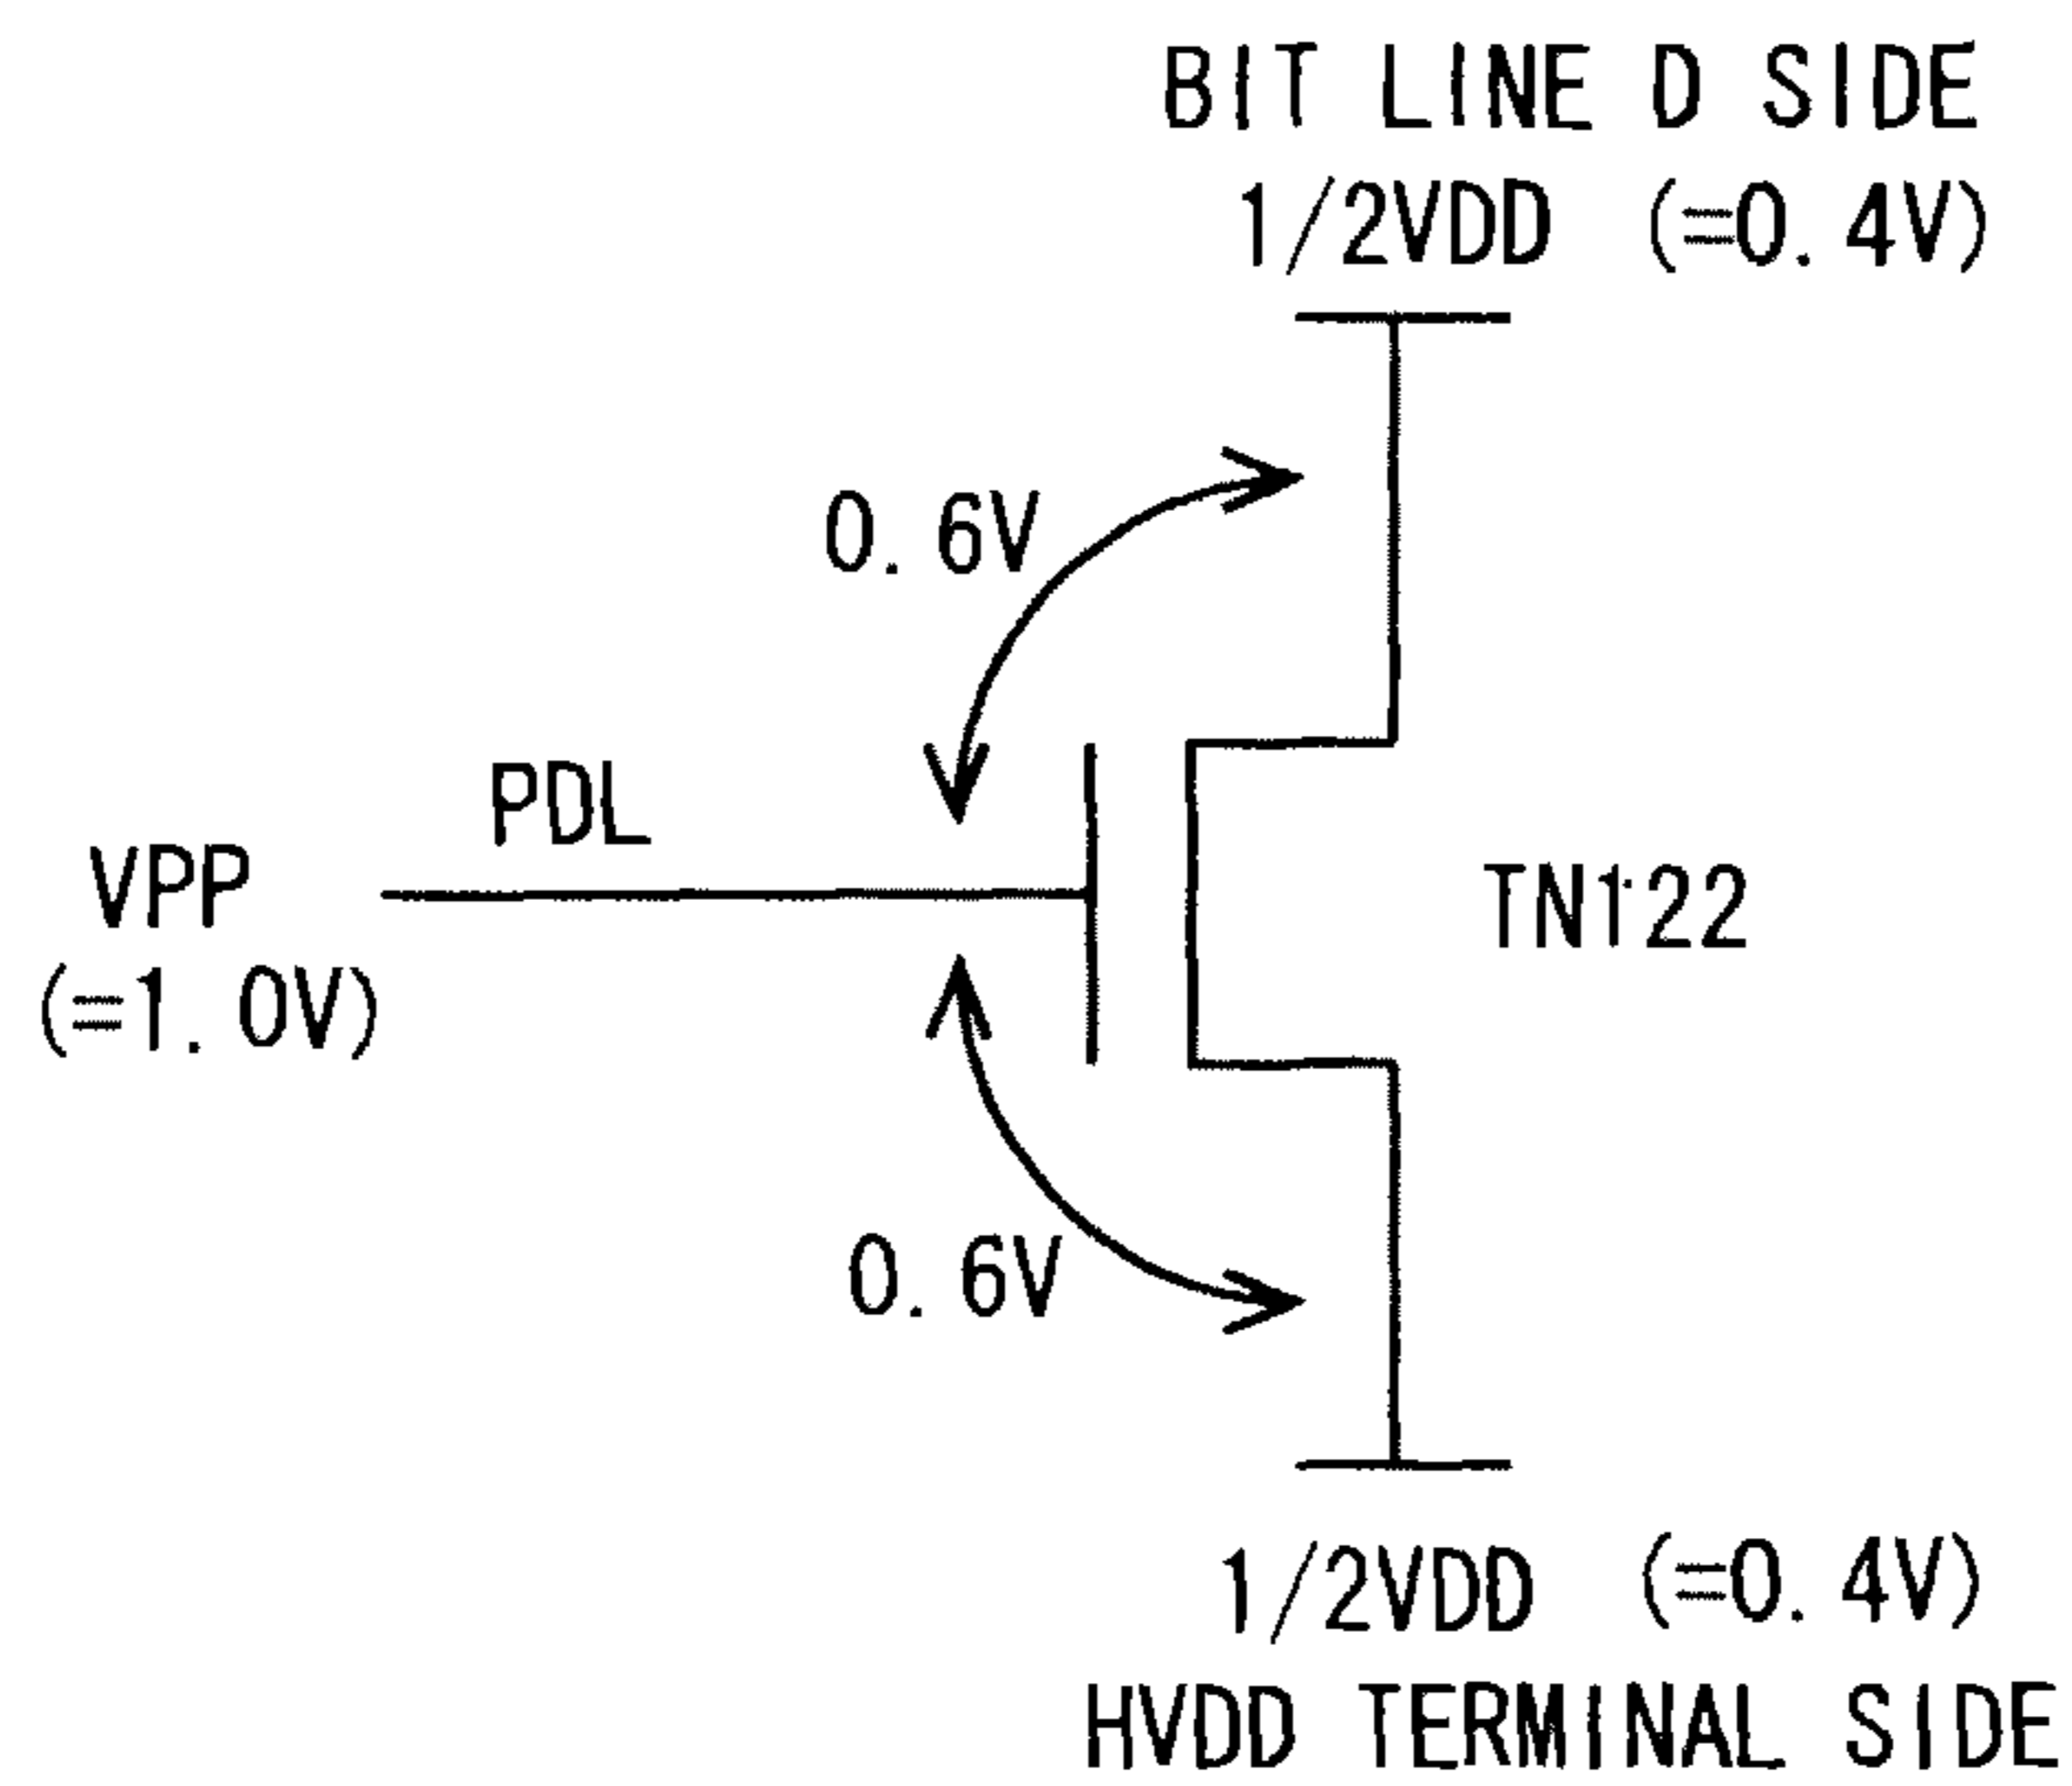 BIT LINE D SIDE
1/2VDD (=0.4V)
0.6V
PDL
VPP
(=1.0V)
TN122
0.6V
1/2VDD (=0.4V)
HVDD TERMINAL SIDE